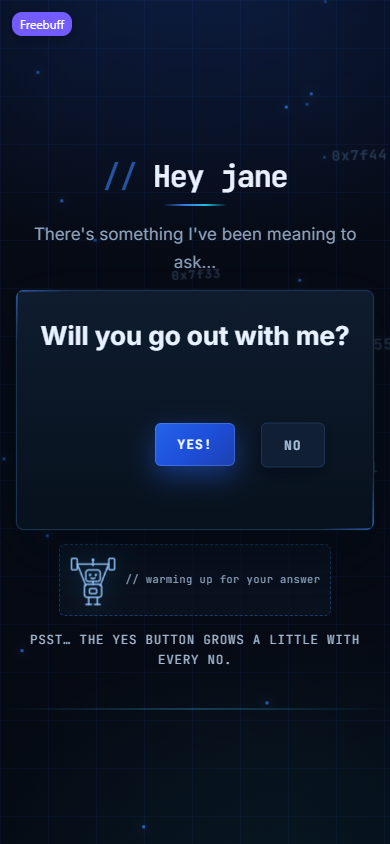 Freebuff
0x7f44
// Hey jane
There's something I've been meaning to
ask...
0x7f33
Will you go out with me?
55
YES!
NO
// warming up for your answer
PSST… THE YES BUTTON GROWS A LITTLE WITH
EVERY NO.